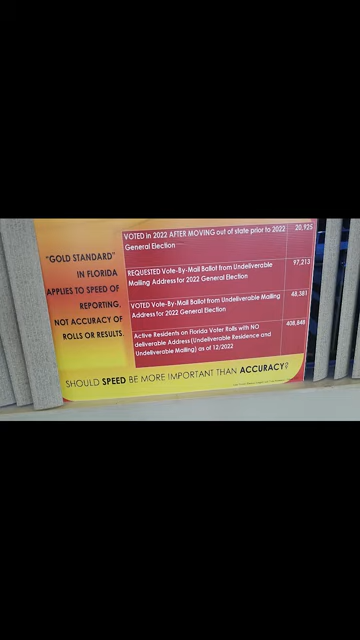 "GOLD STANDARD"
IN FLORIDA
APPLIES TO SPEED OF
REPORTING,
NOT ACCURACY OF
ROLLS OR RESULTS.
VOTED in 2022 AFTER MOVING out of state prior to 2022
General Election
20,925
REQUESTED Vote-By-Mail Ballot from Undeliverable
Mailing Address for 2022 General Election
97,213
VOTED Vote-By-Mail Ballot from Undeliverable Mailing
Address for 2022 General Election
48,381
Active Residents on Florida Voter Rolls with NO
deliverable Address (Undeliverable Residence and
Undeliverable Mailing) as of 12/2022
408,848
SHOULD SPEED BE MORE IMPORTANT THAN ACCURACY?